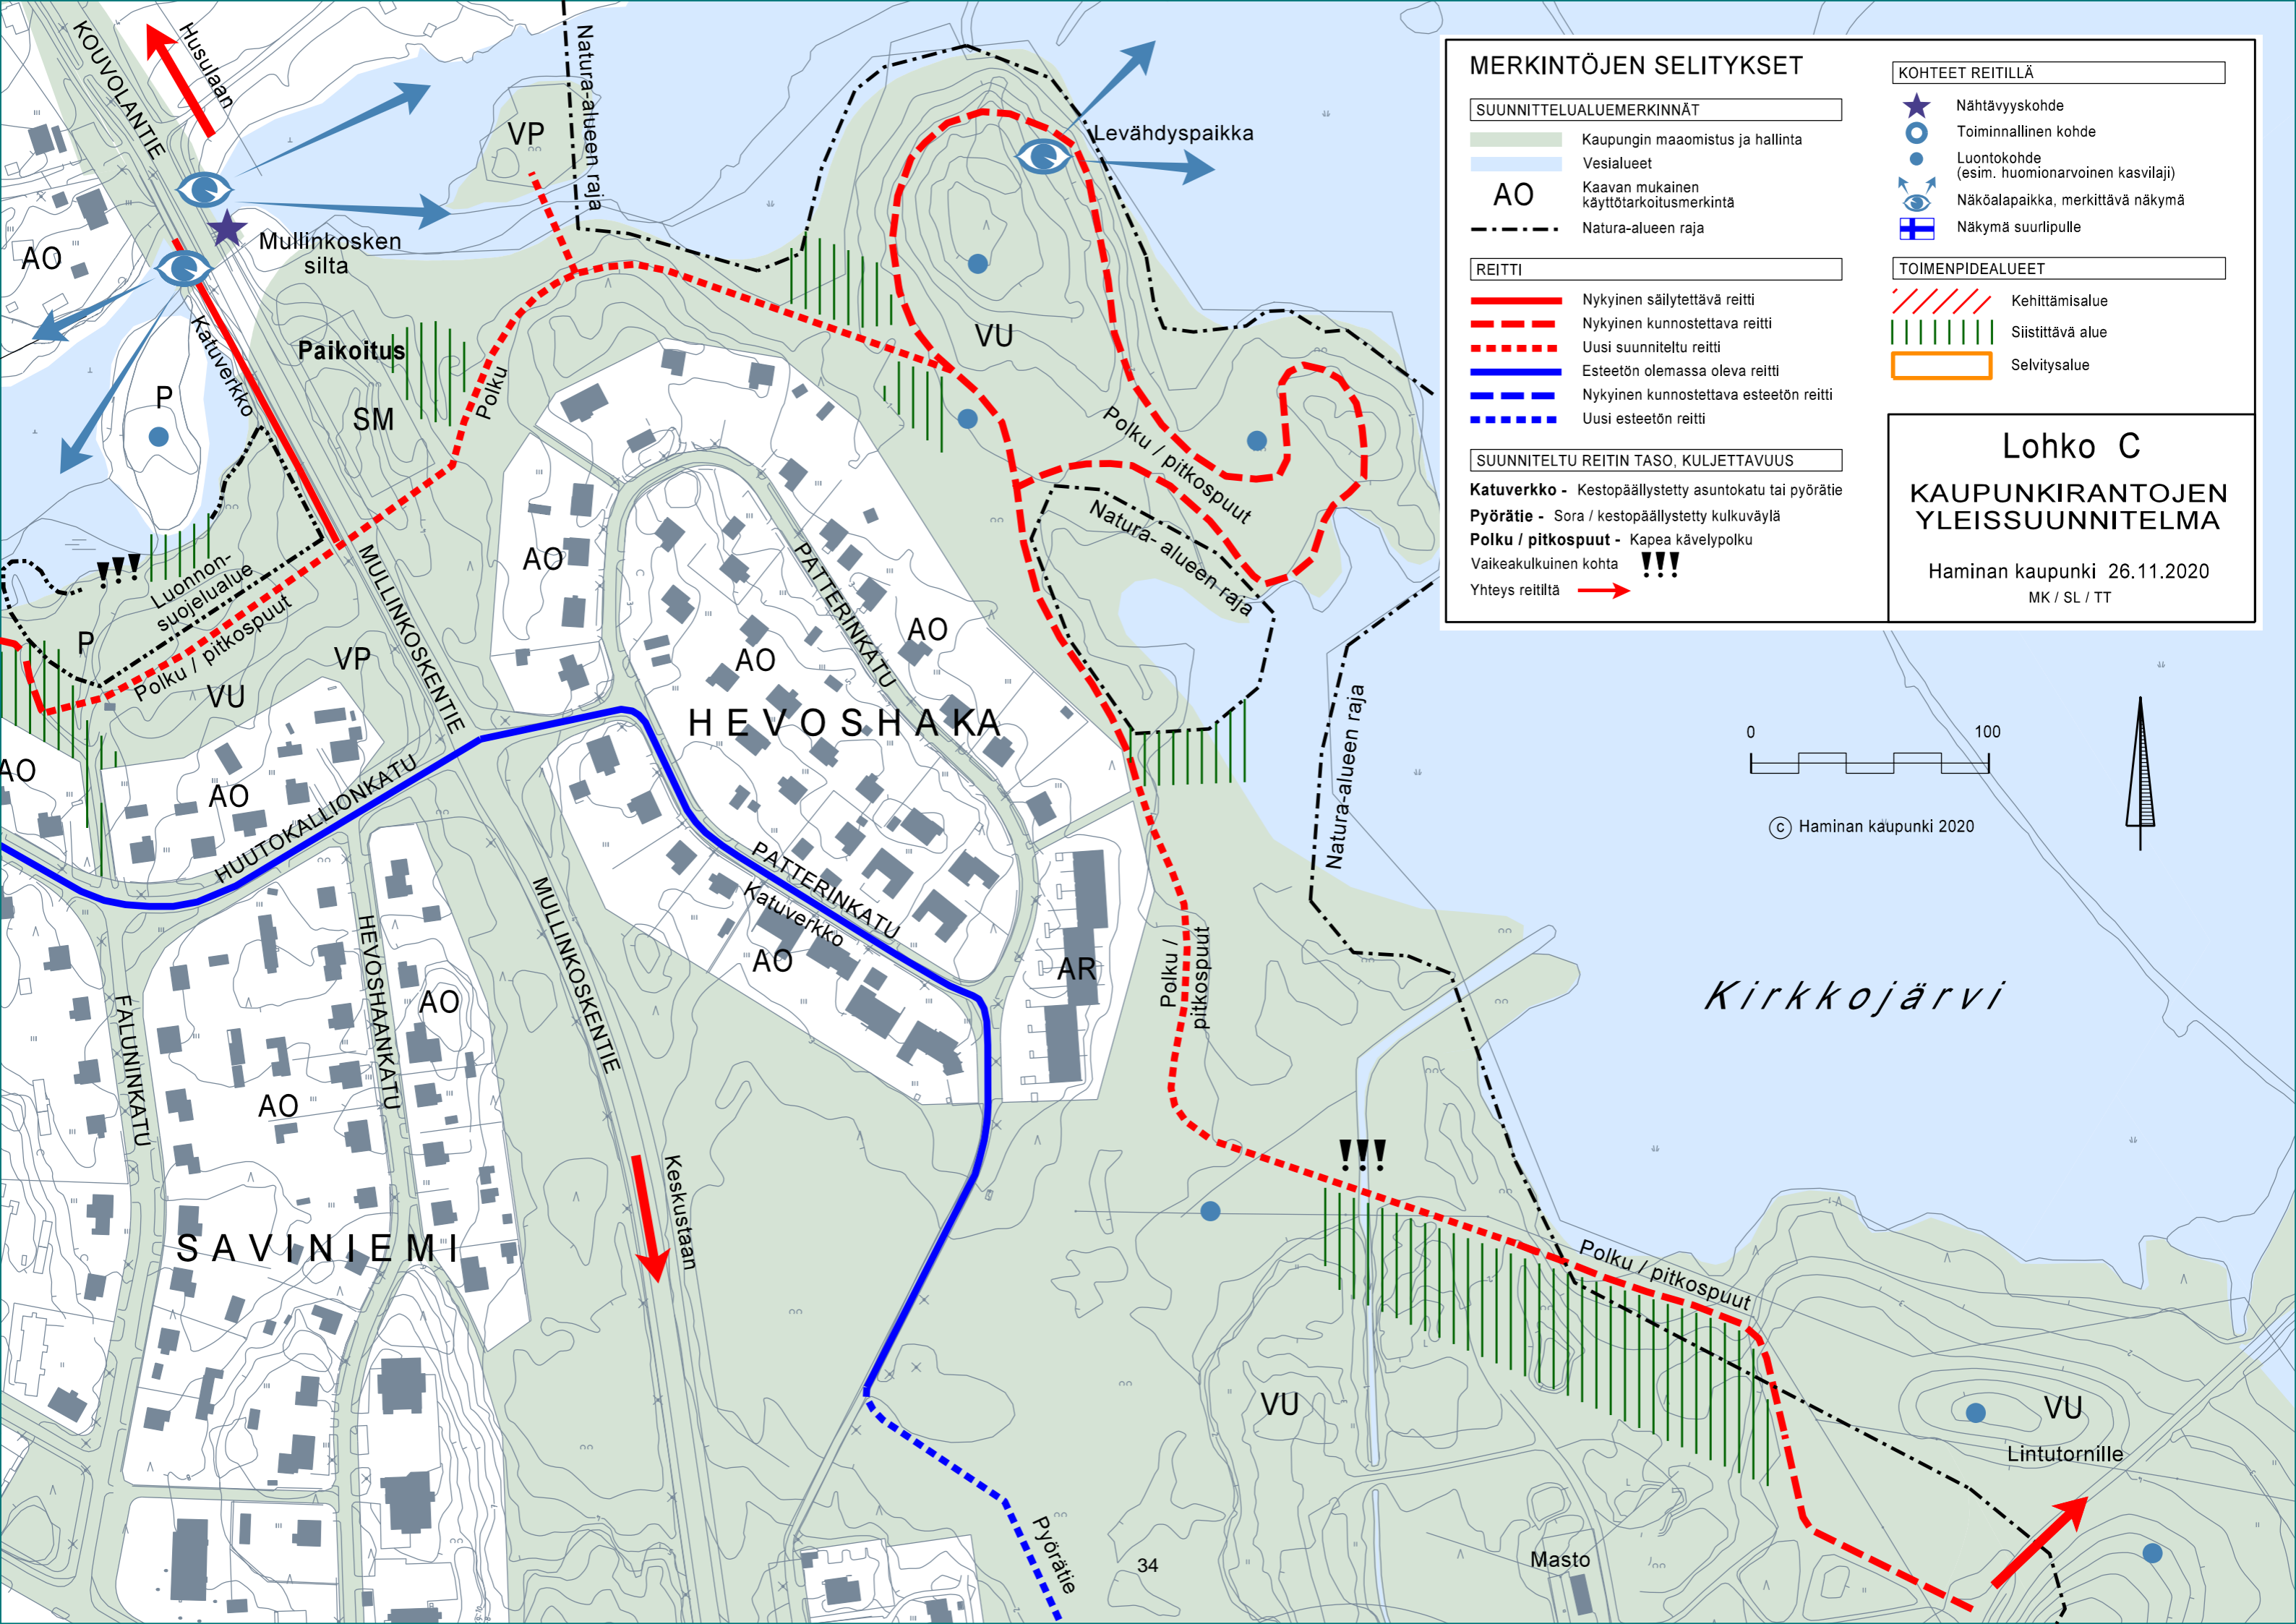 KOUVOLANTIE
Husulaan
Natura-alueen raja
VP
Levähdyspaikka
AO
Mullinkosken
silta
Katuverkko
Paikoitus
SM
P
Polku
VU
Polku / pitkospuut
Natura- alueen raja
Luonnon-
suojelualue
P
Polku / pitkospuut
VU
VP
MULLINKOSKENTIE
AO
PATTERINKATU
AO
AO
HEVOSHAKA
AO
AO
HUUTOKALLIONKATU
PATTERINKATU
Katuverkko
AO
AR
MULLINKOSKENTIE
HEVOSHAANKATU
AO
FALUNINKATU
AO
Polku /
pitkospuut
Natura-alueen raja
Kirkkojärvi
SAVINIEMI
Keskustaan
Polku / pitkospuut
VU
VU
Lintutornille
Pyörätie
34
Masto
MERKINTÖJEN SELITYKSET
SUUNNITTELUALUEMERKINNÄT
Kaupungin maaomistus ja hallinta
Vesialueet
AO
Kaavan mukainen
käyttötarkoitusmerkintä
Natura-alueen raja
REITTI
Nykyinen säilytettävä reitti
Nykyinen kunnostettava reitti
Uusi suunniteltu reitti
Esteetön olemassa oleva reitti
Nykyinen kunnostettava esteetön reitti
Uusi esteetön reitti
SUUNNITELTU REITIN TASO, KULJETTAVUUS
Katuverkko - Kestopäällystetty asuntokatu tai pyörätie
Pyörätie - Sora / kestopäällystetty kulkuväylä
Polku / pitkospuut - Kapea kävelypolku
Vaikeakulkuinen kohta !!!
Yhteys reitiltä
KOHTEET REITILLÄ
Nähtävyyskohde
Toiminnallinen kohde
Luontokohde
(esim. huomionarvoinen kasvilaji)
Näköalapaikka, merkittävä näkymä
Näkymä suurlipulle
TOIMENPIDEALUEET
Kehittämisalue
Siistittävä alue
Selvitysalue
Lohko C
KAUPUNKIRANTOJEN
YLEISSUUNNITELMA
Haminan kaupunki 26.11.2020
MK / SL / TT
0 100
© Haminan kaupunki 2020